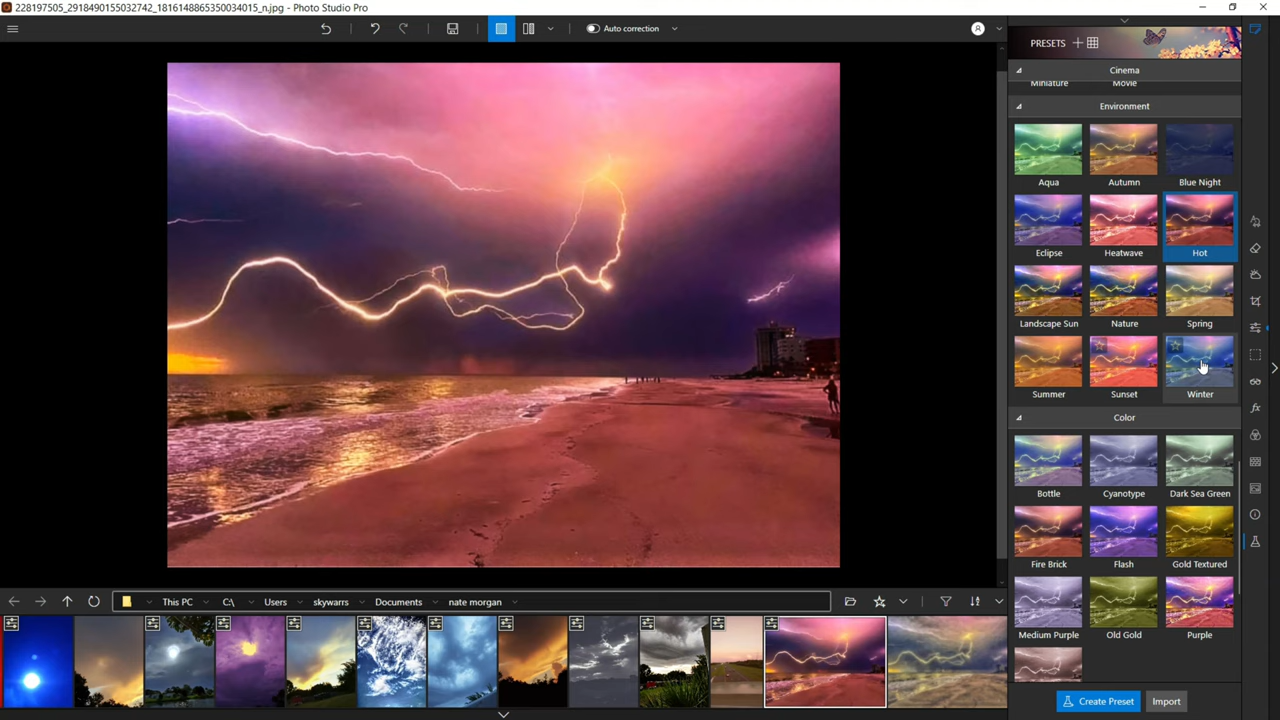 228197505_2918490155032742_1816148865350034015_n.jpg - Photo Studio Pro
Auto correction
PRESETS
Cinema
Miniature Movie
Environment
Aqua Autumn Blue Night
Eclipse Heatwave Hot
Landscape Sun Nature Spring
Summer Sunset Winter
Color
Bottle Cyanotype Dark Sea Green
Fire Brick Flash Gold Textured
Medium Purple Old Gold Purple
This PC C:\ Users skywarrs Documents nate morgan
Create Preset Import